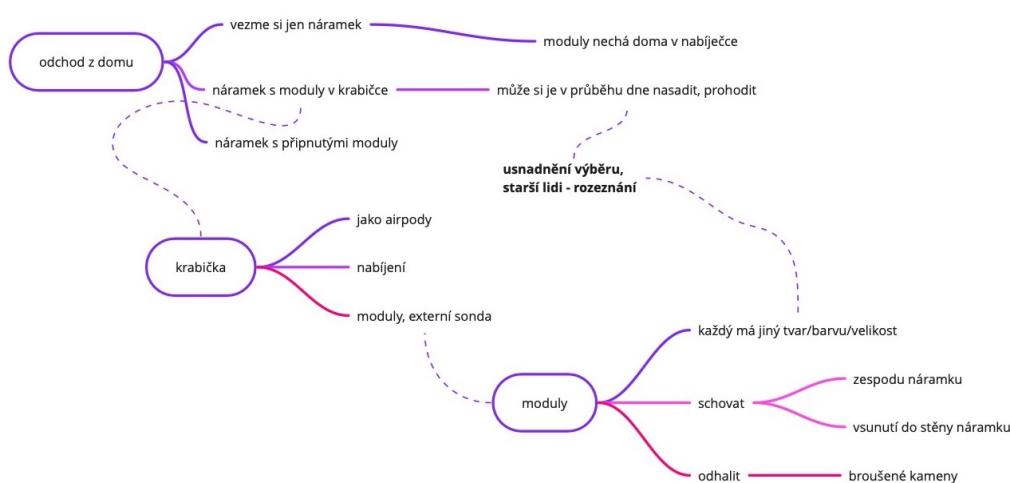 vezme si jen náramek
moduly nechá doma v nabíječce
odchod z domu
náramek s moduly v krabičce
může si je v průběhu dne nasadit, prohodit
náramek s připnutými moduly
usnadnění výběru,
starší lidi - rozeznání
jako airpody
krabička
nabíjení
moduly, externí sonda
každý má jiný tvar/barvu/velikost
zespodu náramku
moduly
schovat
vsunutí do stěny náramku
odhalit
broušené kameny